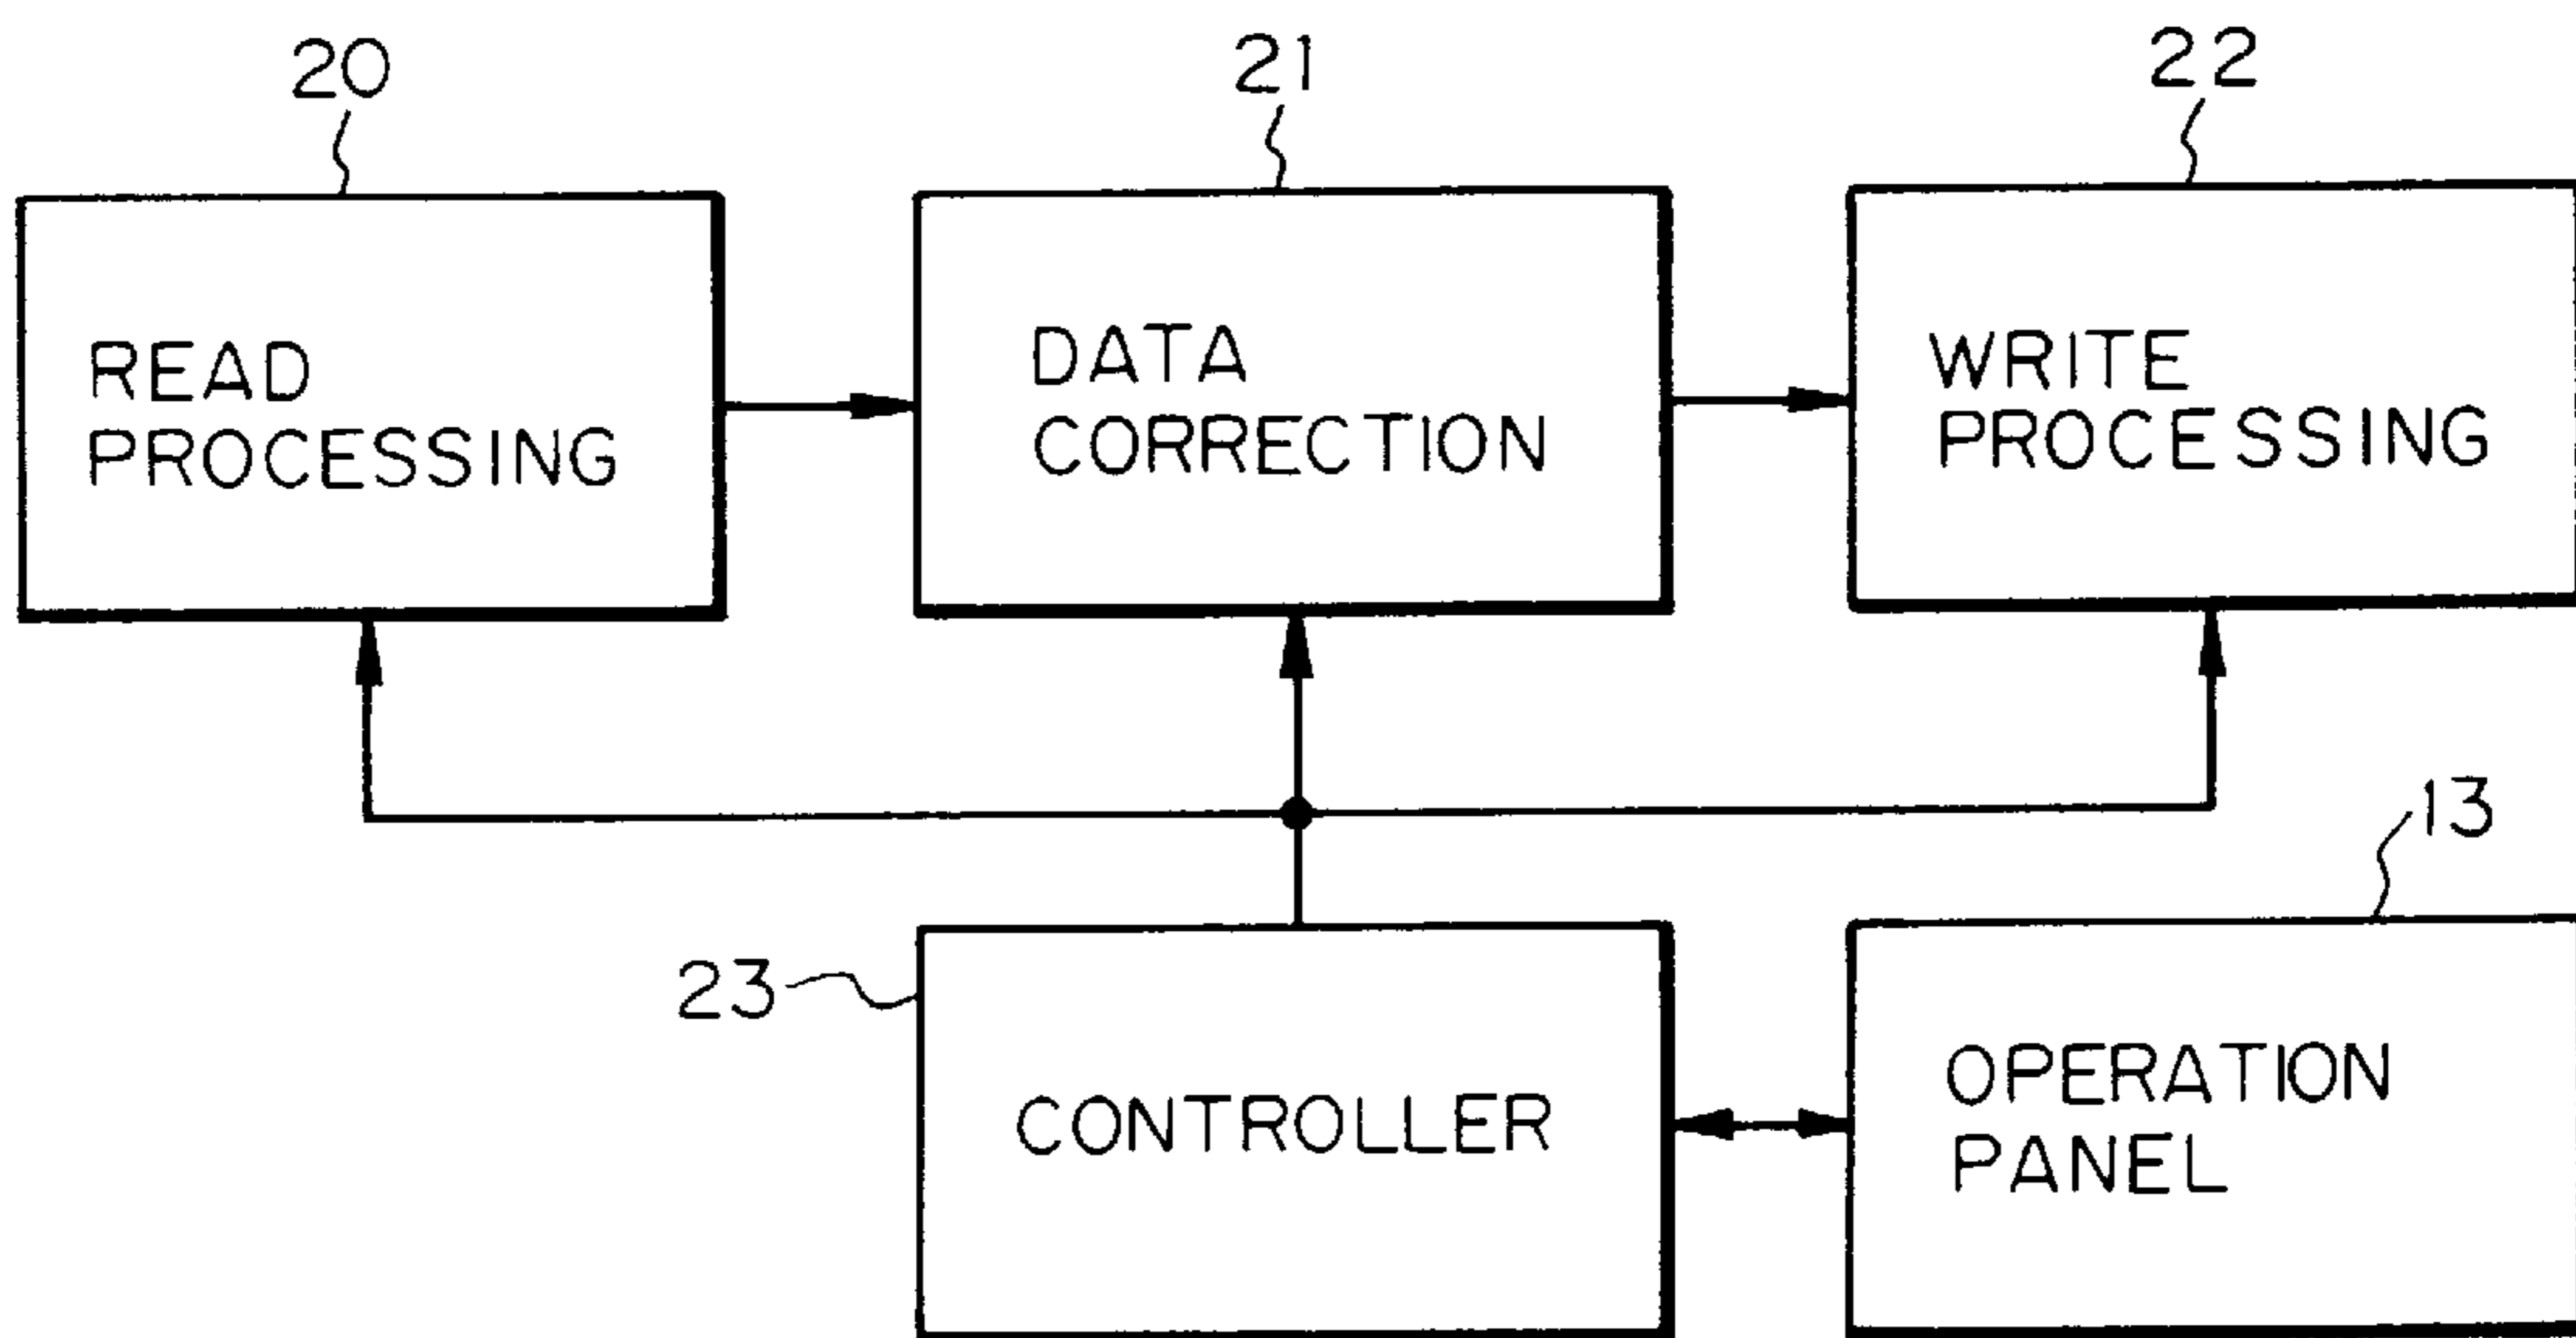 20
21
22
READ
PROCESSING
DATA
CORRECTION
WRITE
PROCESSING
13
23
CONTROLLER
OPERATION
PANEL